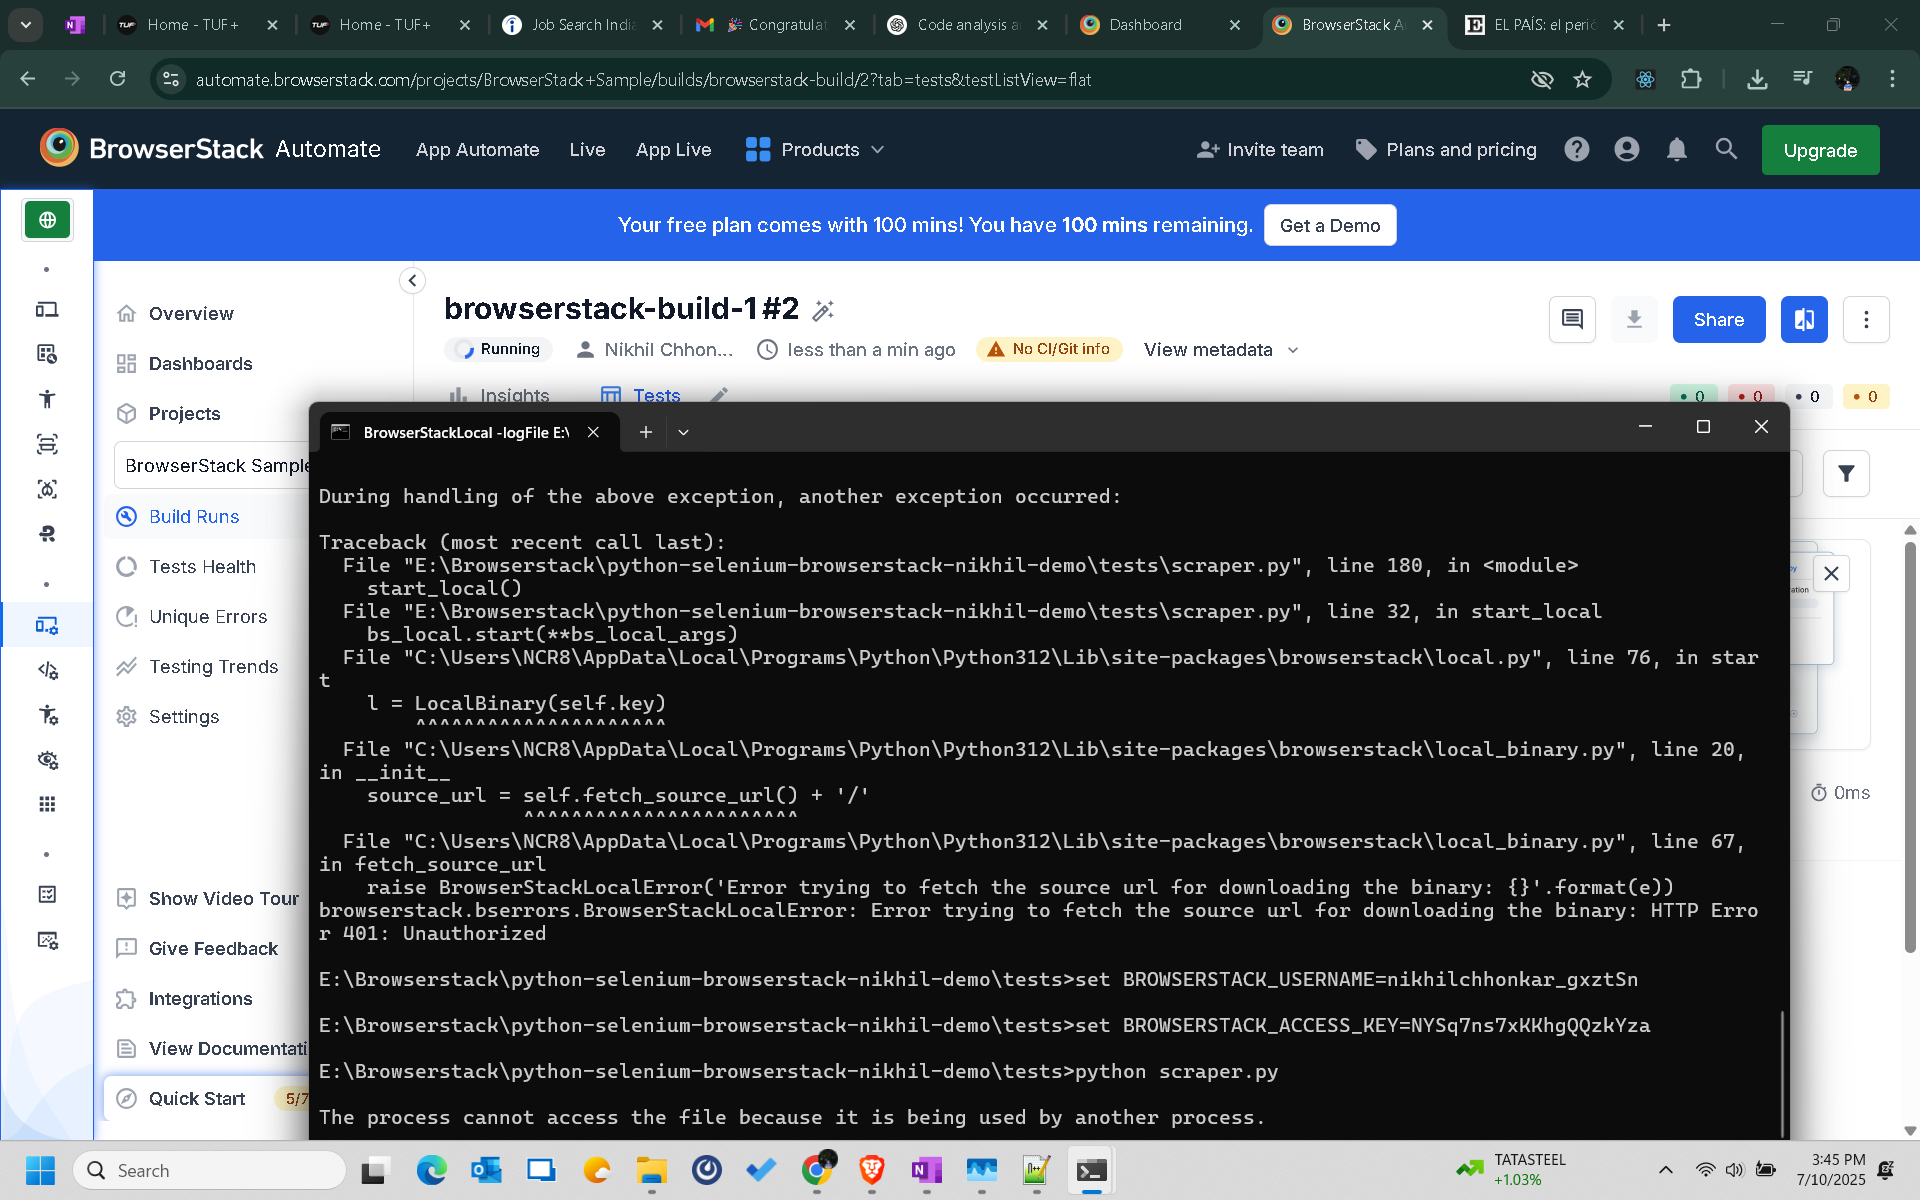 Home - TUF+
Home - TUF+
Job Search India
🎉 Congratulat
Code analysis a
Dashboard
BrowserStack A
EL PAÍS: el perió
automate.browserstack.com/projects/BrowserStack+Sample/builds/browserstack-build/2?tab=tests&testListView=flat
BrowserStack Automate
App Automate
Live
App Live
Products
Invite team
Plans and pricing
Upgrade
Your free plan comes with 100 mins! You have 100 mins remaining.
Get a Demo
Overview
Dashboards
Projects
BrowserStack Sample
Build Runs
Tests Health
Unique Errors
Testing Trends
Settings
Show Video Tour
Give Feedback
Integrations
View Documentati
Quick Start
5/7
browserstack-build-1 #2
Running
Nikhil Chhon...
less than a min ago
No CI/Git info
View metadata
Share
Insights
Tests
0
0
0
0
0ms
BrowserStackLocal -logFile E:\
During handling of the above exception, another exception occurred:
Traceback (most recent call last):
File "E:\Browserstack\python-selenium-browserstack-nikhil-demo\tests\scraper.py", line 180, in <module>
start_local()
File "E:\Browserstack\python-selenium-browserstack-nikhil-demo\tests\scraper.py", line 32, in start_local
bs_local.start(**bs_local_args)
File "C:\Users\NCR8\AppData\Local\Programs\Python\Python312\Lib\site-packages\browserstack\local.py", line 76, in star
t
l = LocalBinary(self.key)
^^^^^^^^^^^^^^^^^^^^^
File "C:\Users\NCR8\AppData\Local\Programs\Python\Python312\Lib\site-packages\browserstack\local_binary.py", line 20,
in __init__
source_url = self.fetch_source_url() + '/'
^^^^^^^^^^^^^^^^^^^^^^^
File "C:\Users\NCR8\AppData\Local\Programs\Python\Python312\Lib\site-packages\browserstack\local_binary.py", line 67,
in fetch_source_url
raise BrowserStackLocalError('Error trying to fetch the source url for downloading the binary: {}'.format(e))
browserstack.bserrors.BrowserStackLocalError: Error trying to fetch the source url for downloading the binary: HTTP Erro
r 401: Unauthorized
E:\Browserstack\python-selenium-browserstack-nikhil-demo\tests>set BROWSERSTACK_USERNAME=nikhilchhonkar_gxztSn
E:\Browserstack\python-selenium-browserstack-nikhil-demo\tests>set BROWSERSTACK_ACCESS_KEY=NYSq7ns7xKKhgQQzkYza
E:\Browserstack\python-selenium-browserstack-nikhil-demo\tests>python scraper.py
The process cannot access the file because it is being used by another process.
Search
TATASTEEL
+1.03%
3:45 PM
7/10/2025